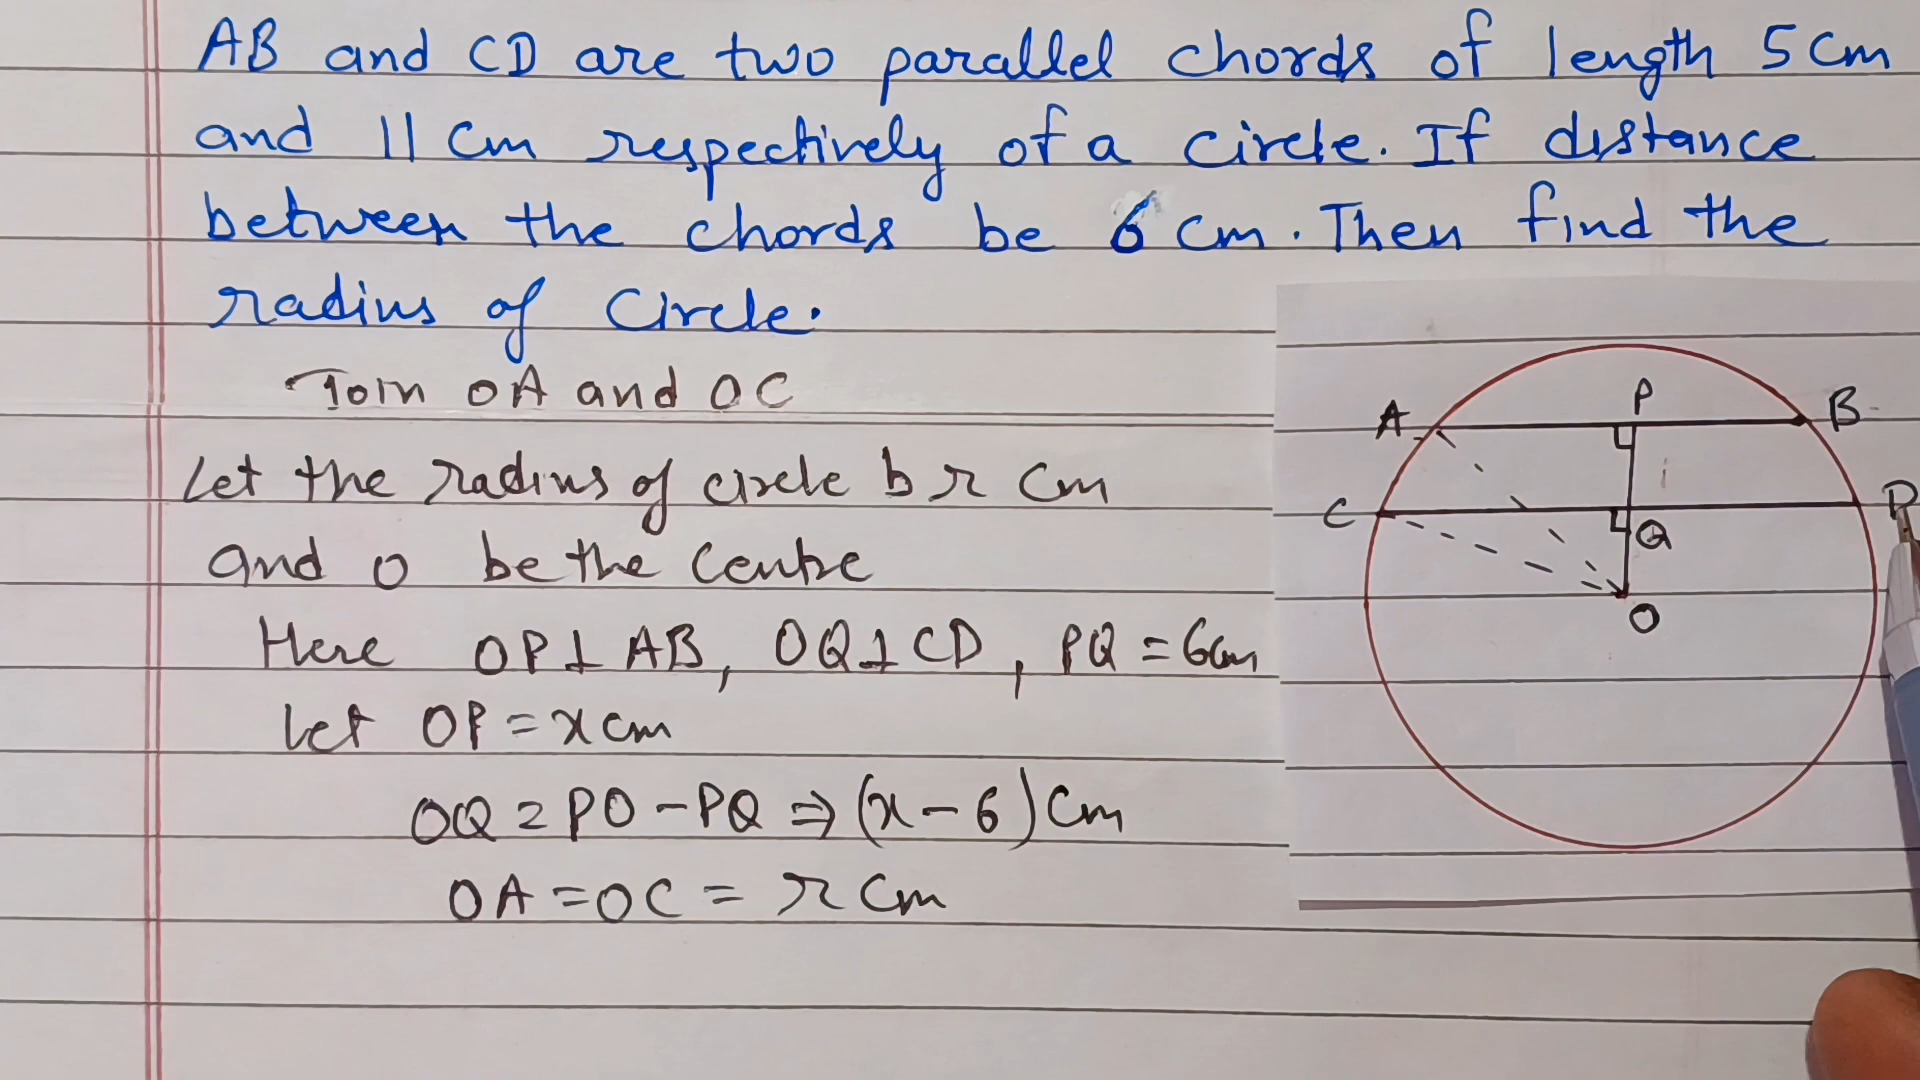 AB and CD are two parallel chords of length 5 cm
and 11 cm respectively of a circle. If distance
between the chords be 6 cm. Then find the
radius of circle.
Join OA and OC
Let the radius of circle b r cm
and O be the centre
Here OP⊥AB, OQ⊥CD, PQ = 6cm
Let OP = x cm
OQ = PO - PQ ⇒ (x - 6) cm
OA = OC = r cm
P
A B
C D
Q
O